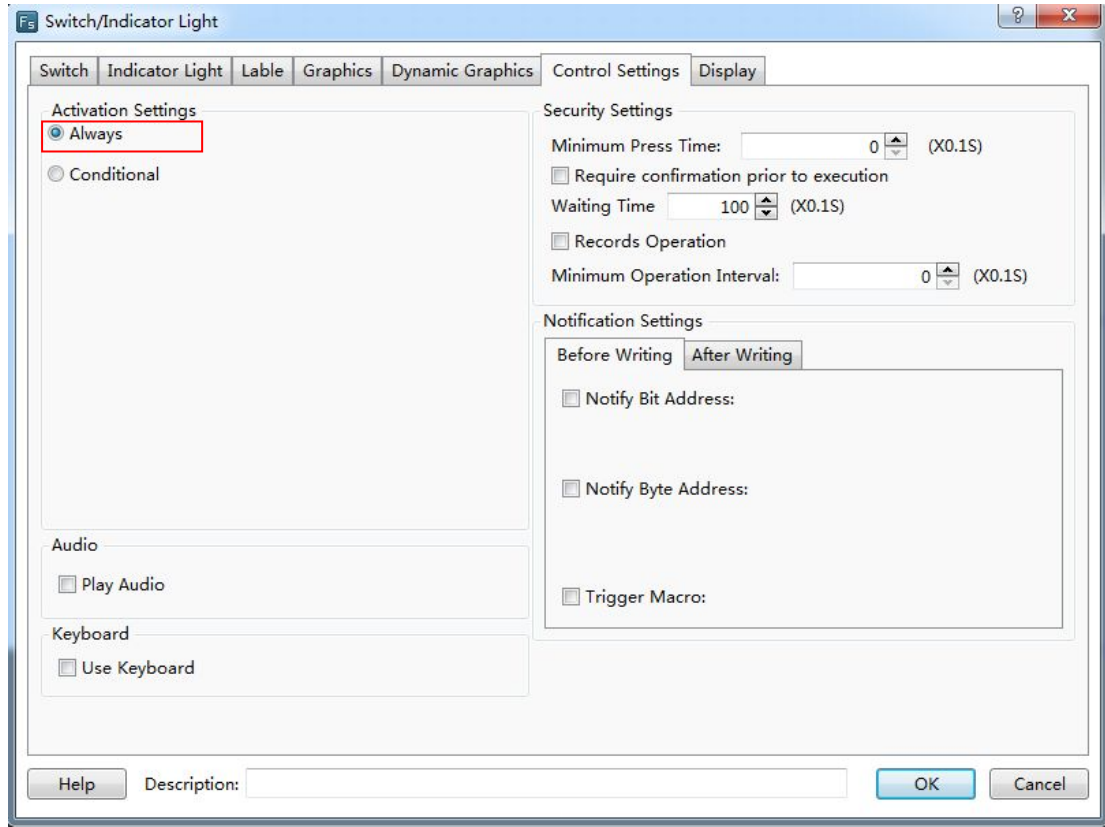 Fs Switch/Indicator Light
Switch Indicator Light Lable Graphics Dynamic Graphics Control Settings Display
Activation Settings
Always
Conditional
Audio
Play Audio
Keyboard
Use Keyboard
Security Settings
Minimum Press Time: 0 (X0.1S)
Require confirmation prior to execution
Waiting Time 100 (X0.1S)
Records Operation
Minimum Operation Interval: 0 (X0.1S)
Notification Settings
Before Writing After Writing
Notify Bit Address:
Notify Byte Address:
Trigger Macro:
Help Description: OK Cancel